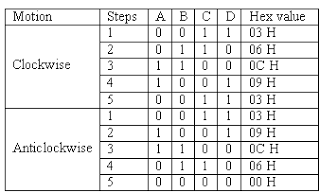 Motion Steps A B C D Hex value
Clockwise
1 0 0 1 1 03 H
2 0 1 1 0 06 H
3 1 1 0 0 0C H
4 1 0 0 1 09 H
5 0 0 1 1 03 H
Anticlockwise
1 0 0 1 1 03 H
2 1 0 0 1 09 H
3 1 1 0 0 0C H
4 0 1 1 0 06 H
5 0 0 0 0 00 H